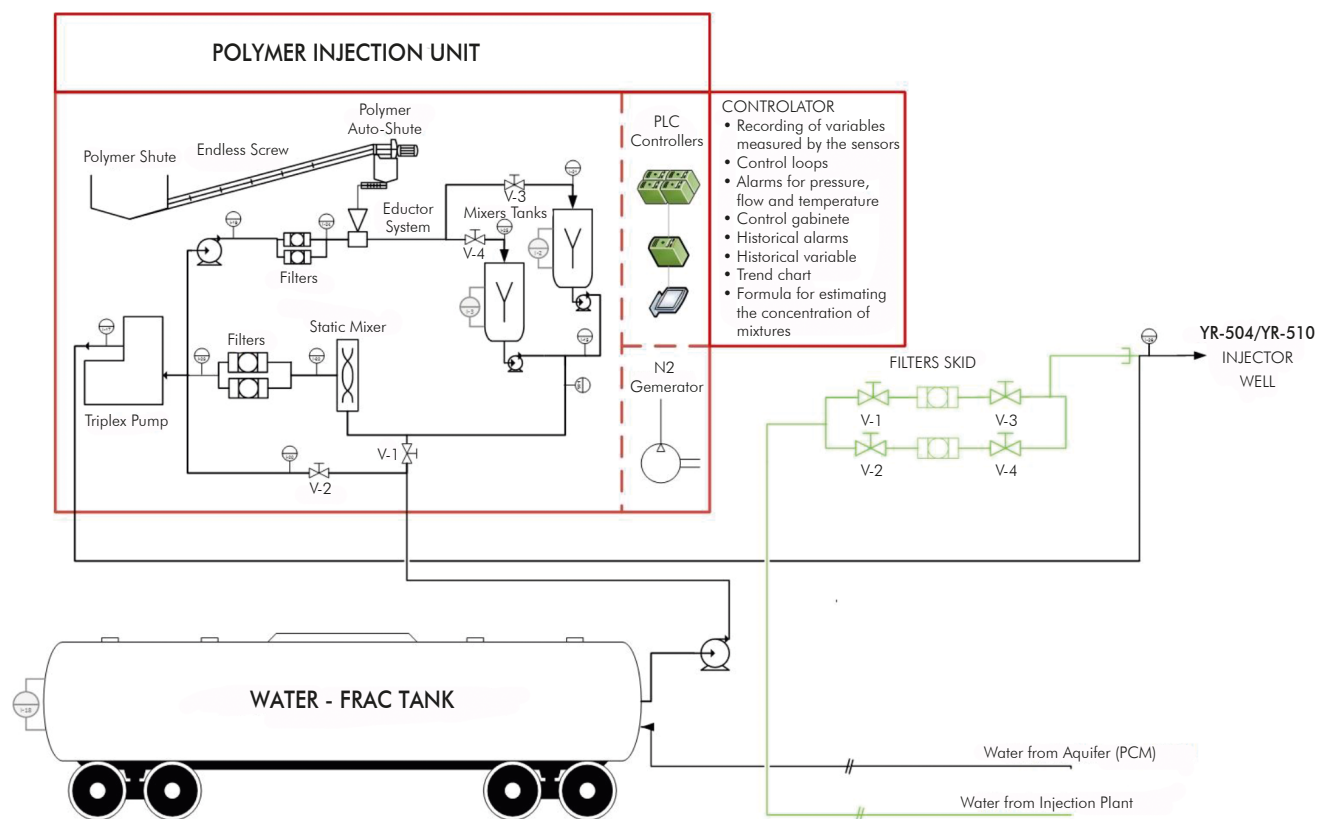 POLYMER INJECTION UNIT
Polymer
Auto-Shute
Endless Screw
Polymer Shute
V-3
Mixers Tanks
Eductor
System
V-4
Filters
Filters
Static Mixer
Triplex Pump
V-1
V-2
PLC
Controllers
N2
Gemerator
CONTROLATOR
• Recording of variables
measured by the sensors
• Control loops
• Alarms for pressure,
flow and temperature
• Control gabinete
• Historical alarms
• Historical variable
• Trend chart
• Formula for estimating
the concentration of
mixtures
YR-504/YR-510
INJECTOR
WELL
FILTERS SKID
V-1
V-3
V-2
V-4
WATER - FRAC TANK
Water from Aquifer (PCM)
Water from Injection Plant